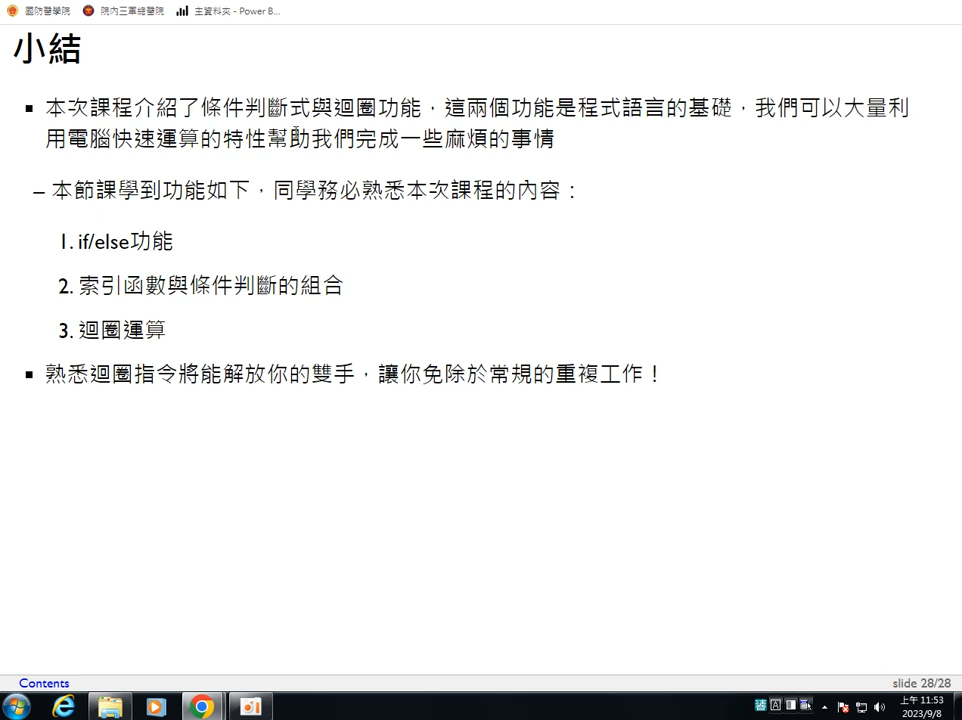 國防醫學院 院內三軍總醫院 主資料夾 - Power B...
小結
▪ 本次課程介紹了條件判斷式與迴圈功能，這兩個功能是程式語言的基礎，我們可以大量利
用電腦快速運算的特性幫助我們完成一些麻煩的事情
– 本節課學到功能如下，同學務必熟悉本次課程的內容：
1. if/else功能
2. 索引函數與條件判斷的組合
3. 迴圈運算
▪ 熟悉迴圈指令將能解放你的雙手，讓你免除於常規的重複工作！
Contents
slide 28/28
上午 11:53
2023/9/8